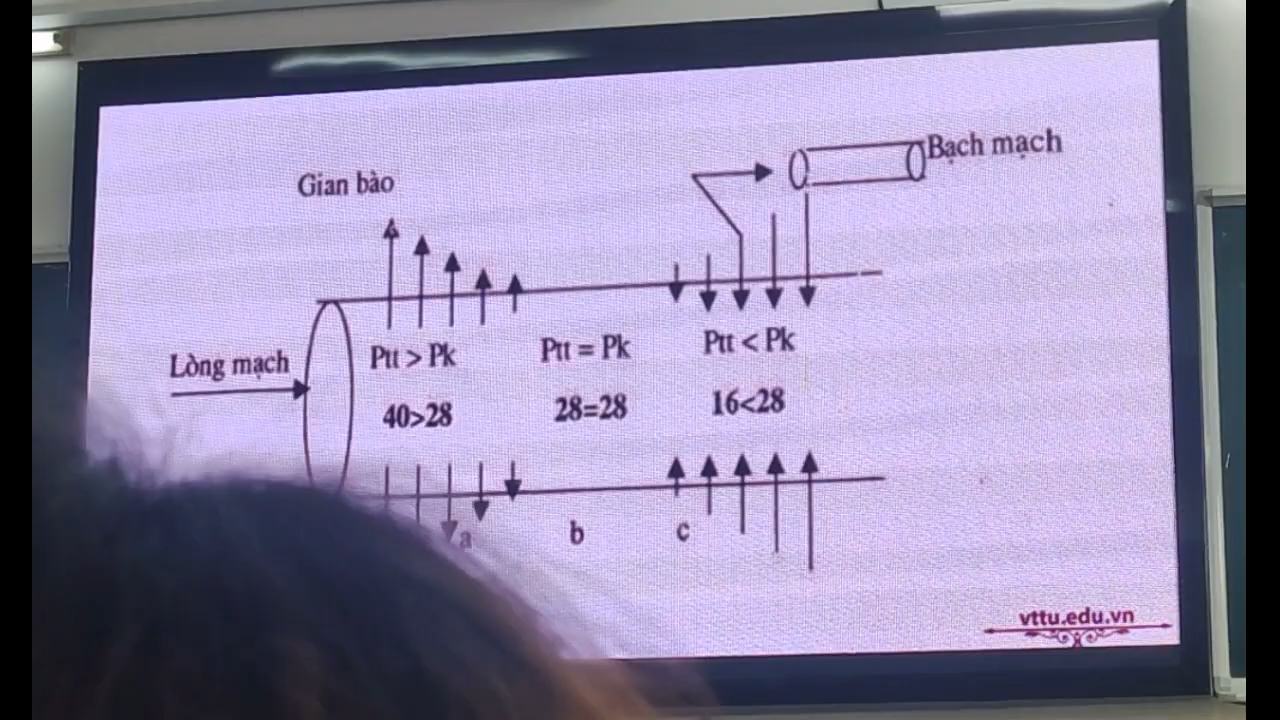 Gian bào
Bạch mạch
Lòng mạch
Ptt > Pk
Ptt = Pk
Ptt < Pk
40>28
28=28
16<28
a
b
c
vttu.edu.vn